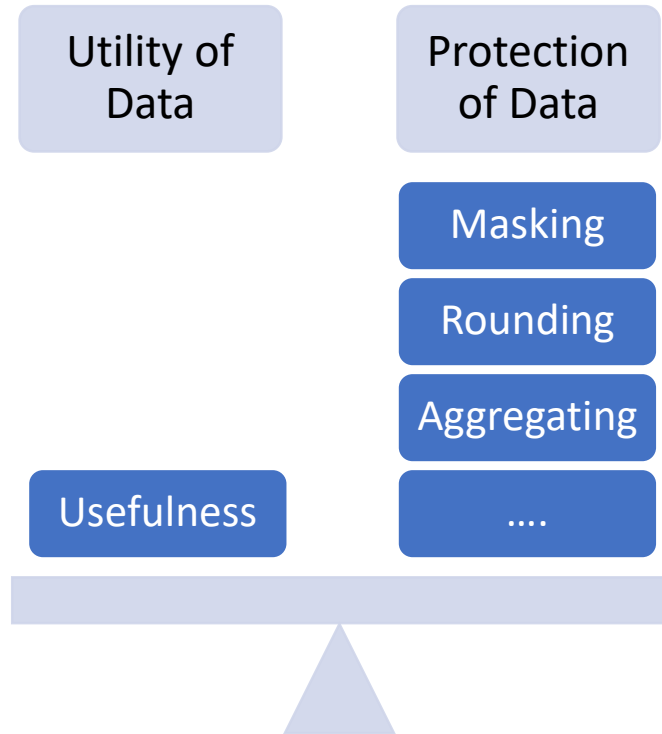 Utility of
Data
Protection
of Data
Masking
Rounding
Aggregating
Usefulness
....